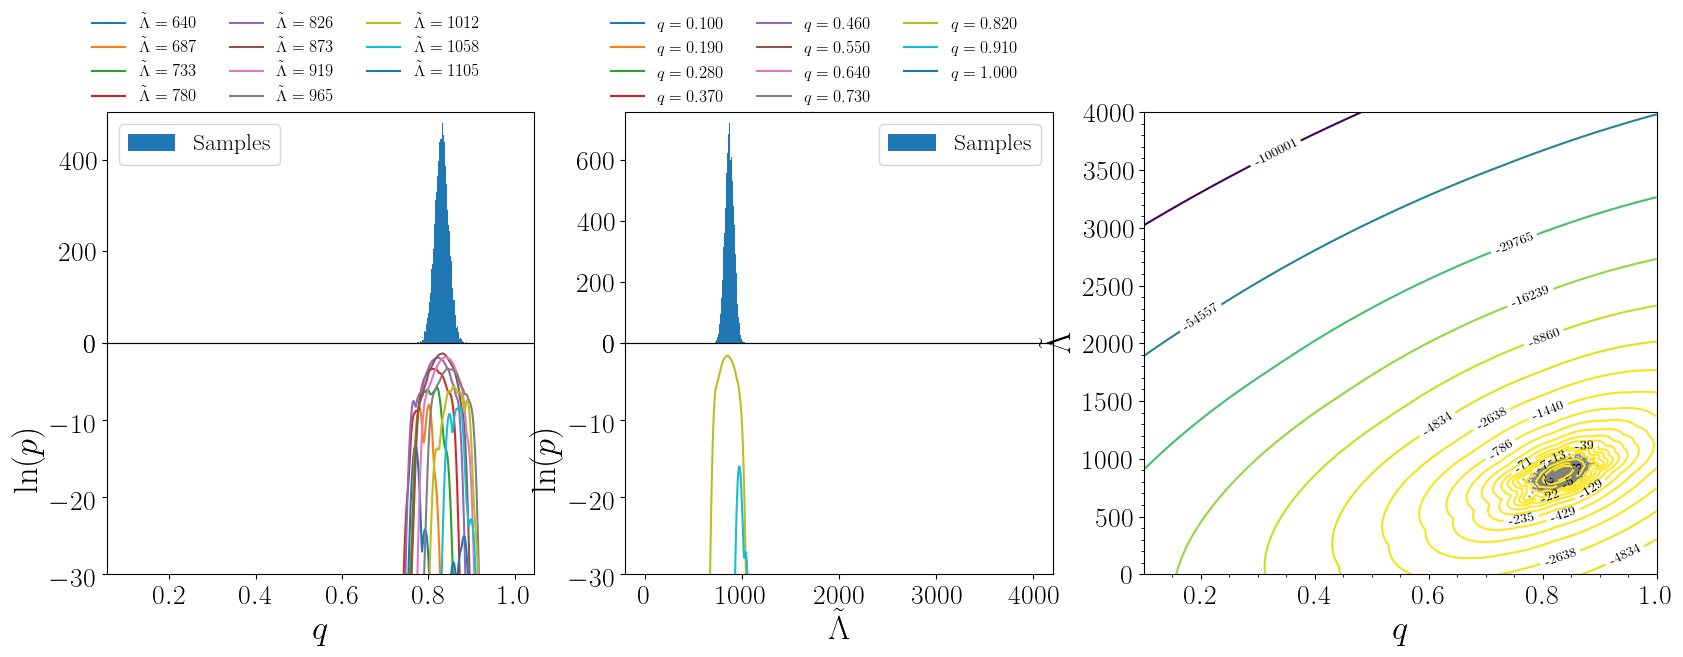 Λ̃ = 640 Λ̃ = 826 Λ̃ = 1012
Λ̃ = 687 Λ̃ = 873 Λ̃ = 1058
Λ̃ = 733 Λ̃ = 919 Λ̃ = 1105
Λ̃ = 780 Λ̃ = 965
Samples
400
200
0
−10
−20
−30
ln(p)
0.2 0.4 0.6 0.8 1.0
q
q = 0.100 q = 0.460 q = 0.820
q = 0.190 q = 0.550 q = 0.910
q = 0.280 q = 0.640 q = 1.000
q = 0.370 q = 0.730
Samples
600
400
200
0
−10
−20
−30
ln(p)
0 1000 2000 3000 4000
Λ̃
4000
3500
3000
2500
2000
1500
1000
500
0
Λ̃
0.2 0.4 0.6 0.8 1.0
q
-100001
-54557
-29765
-16239
-8860
-4834
-2638
-1440
-786
-71
-13
-39
-22
-129
-235
-429
-2638
-4834